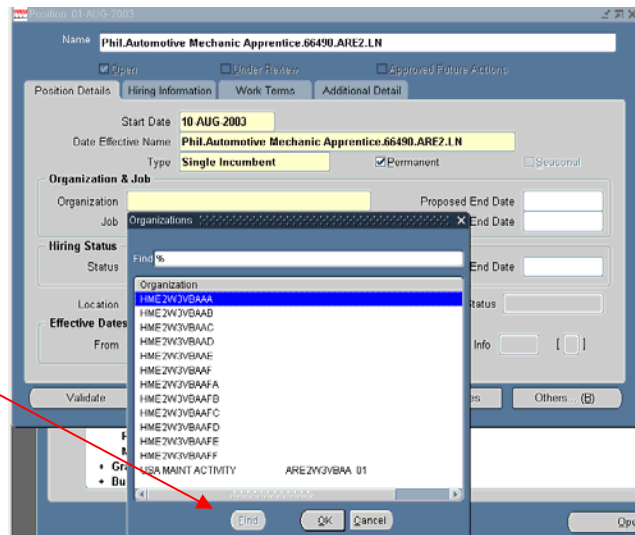 Position 01-AUG-2003
Name Phil.Automotive Mechanic Apprentice.66490.ARE2.LN
Open Under Review Approved Future Actions
Position Details Hiring Information Work Terms Additional Detail
Start Date 10-AUG-2003
Date Effective Name Phil.Automotive Mechanic Apprentice.66490.ARE2.LN
Type Single Incumbent Permanent Seasonal
Organization & Job
Organization Proposed End Date
Job Organizations End Date
Hiring Status
Find %
Status End Date
Organization
Location HME2W3VBAAA Status
HME2W3VBAAB
Effective Dates HME2W3VBAAC
HME2W3VBAAD
From HME2W3VBAAE Info [ ]
HME2W3VBAAF
HME2W3VBAAFA
Validate HME2W3VBAAFB es Others... (B)
HME2W3VBAAFC
HME2W3VBAAFD
HME2W3VBAAFE
HME2W3VBAAFF
+ Gr
USA MAINT ACTIVITY ARE2W3VBAA 01
+ Bu
Find OK Cancel
Ope